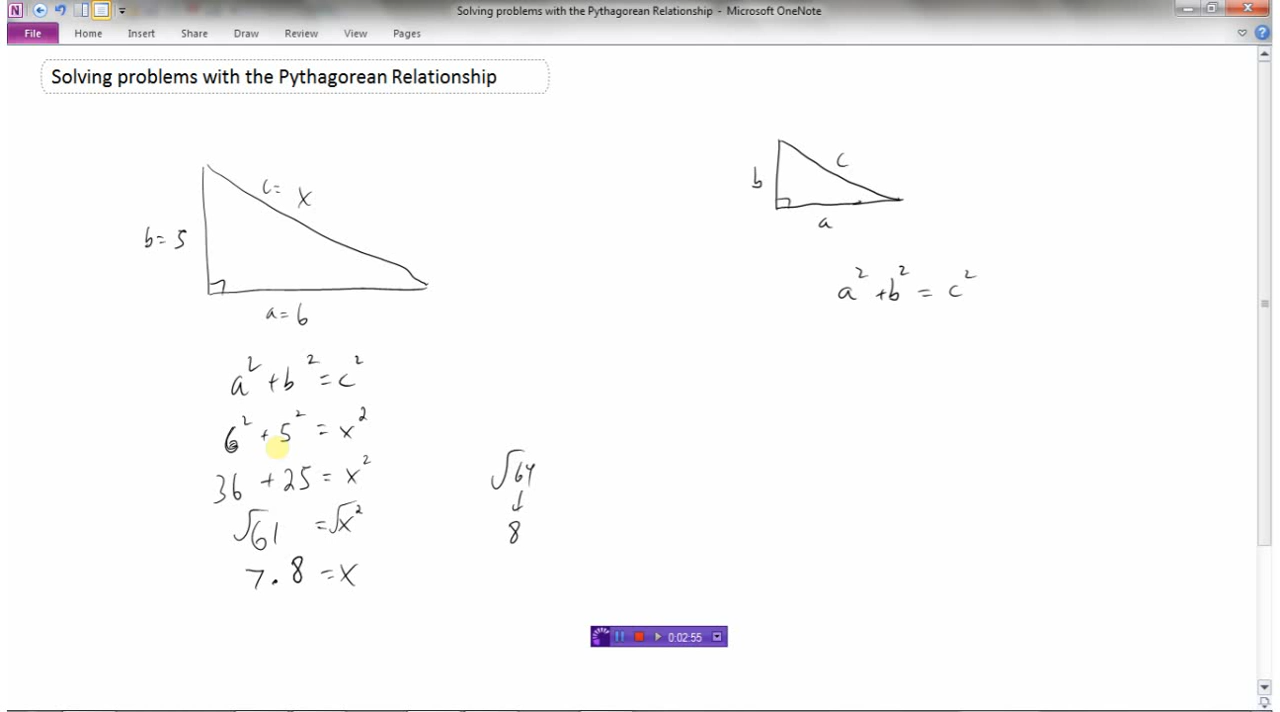 Solving problems with the Pythagorean Relationship - Microsoft OneNote
File Home Insert Share Draw Review View Pages
Solving problems with the Pythagorean Relationship
c = x
b = 5
a = 6
a² + b² = c²
6² + 5² = x²
36 + 25 = x²
√61 = √x²
7.8 = x
√64
↓
8
c
b
a
a² + b² = c²
0:02:55